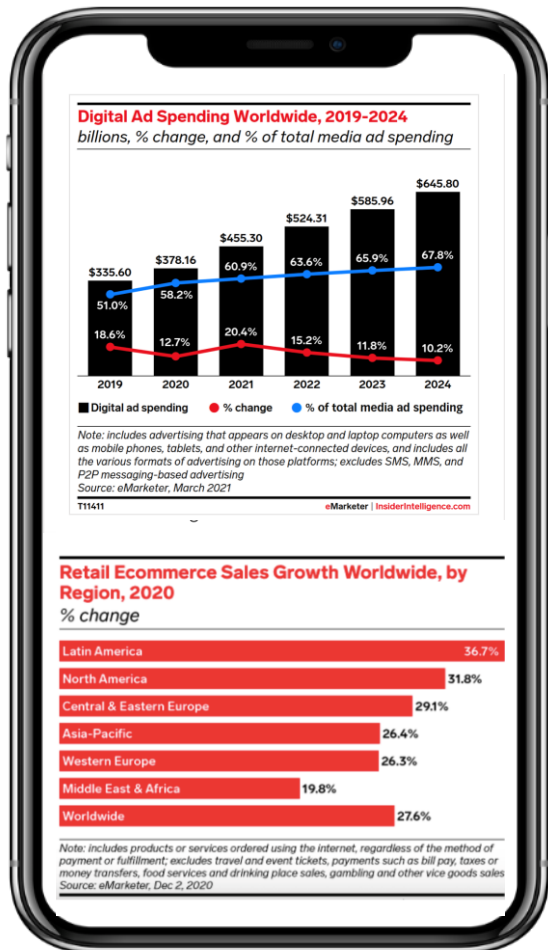 Digital Ad Spending Worldwide, 2019-2024
billions, % change, and % of total media ad spending
$645.80
$585.96
$524.31
$455.30
$378.16
$335.60
67.8%
65.9%
63.6%
60.9%
58.2%
51.0%
18.6%
12.7%
20.4%
15.2%
11.8%
10.2%
2019 2020 2021 2022 2023 2024
Digital ad spending % change % of total media ad spending
Note: includes advertising that appears on desktop and laptop computers as well
as mobile phones, tablets, and other internet-connected devices, and includes all
the various formats of advertising on those platforms; excludes SMS, MMS, and
P2P messaging-based advertising
Source: eMarketer, March 2021
T11411 eMarketer | InsiderIntelligence.com
Retail Ecommerce Sales Growth Worldwide, by
Region, 2020
% change
Latin America 36.7%
North America 31.8%
Central & Eastern Europe 29.1%
Asia-Pacific 26.4%
Western Europe 26.3%
Middle East & Africa 19.8%
Worldwide 27.6%
Note: includes products or services ordered using the internet, regardless of the method of
payment or fulfillment; excludes travel and event tickets, payments such as bill pay, taxes or
money transfers, food services and drinking place sales, gambling and other vice goods sales
Source: eMarketer, Dec 2, 2020